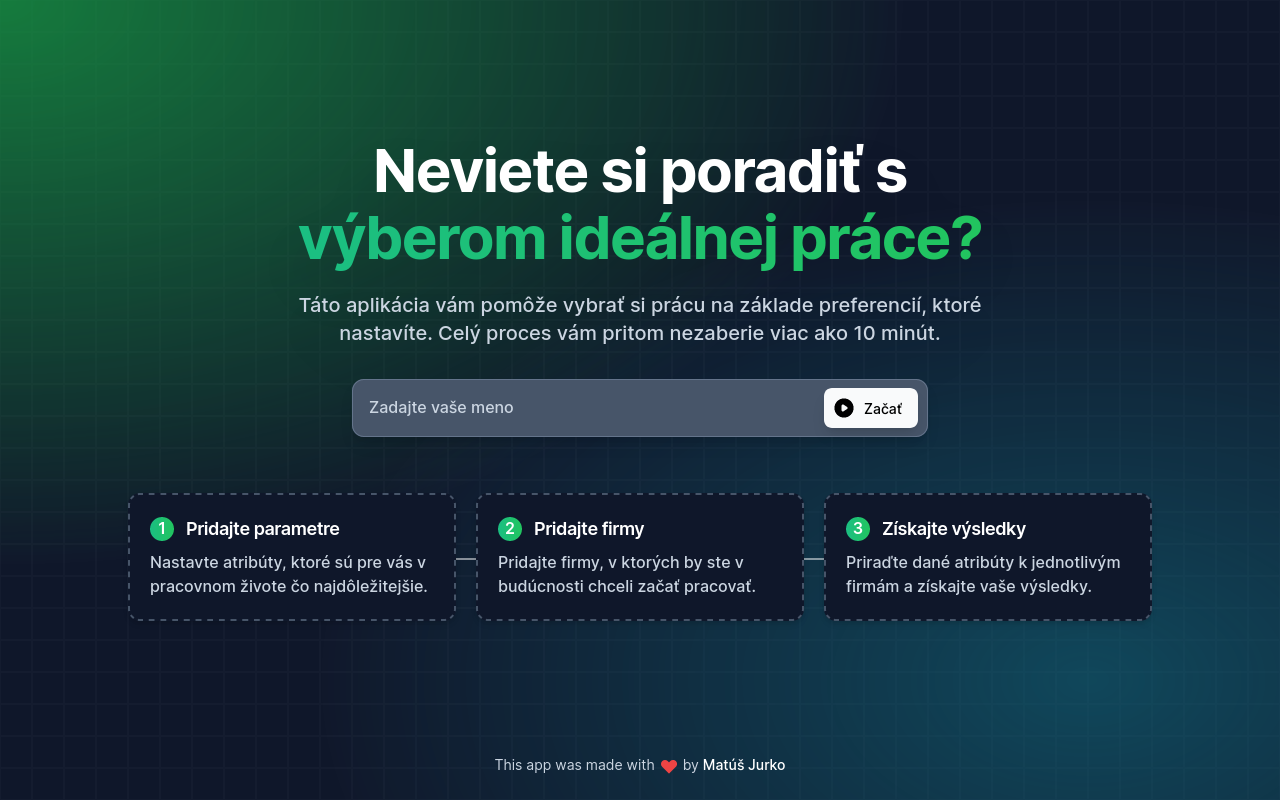 Neviete si poradiť s
výberom ideálnej práce?
Táto aplikácia vám pomôže vybrať si prácu na základe preferencií, ktoré
nastavíte. Celý proces vám pritom nezaberie viac ako 10 minút.
Zadajte vaše meno
Začať
1 Pridajte parametre
Nastavte atribúty, ktoré sú pre vás v
pracovnom živote čo najdôležitejšie.
2 Pridajte firmy
Pridajte firmy, v ktorých by ste v
budúcnosti chceli začať pracovať.
3 Získajte výsledky
Priraďte dané atribúty k jednotlivým
firmám a získajte vaše výsledky.
This app was made with ❤ by Matúš Jurko